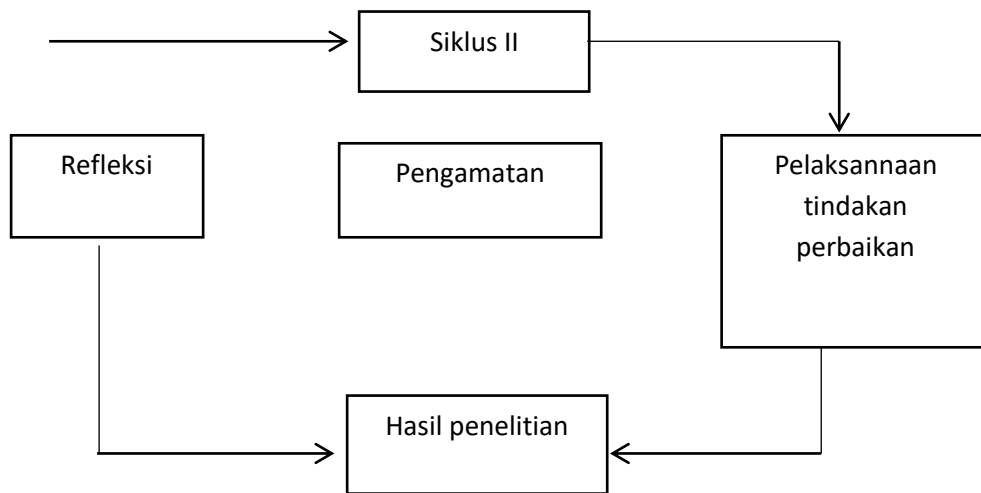 Siklus II
Refleksi
Pengamatan
Pelaksannaan
tindakan
perbaikan
Hasil penelitian